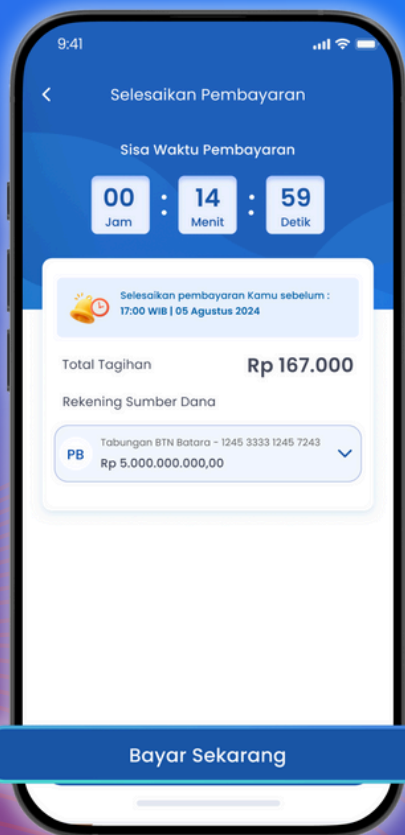 9:41
Selesaikan Pembayaran
Sisa Waktu Pembayaran
00 : 14 : 59
Jam Menit Detik
Selesaikan pembayaran Kamu sebelum :
17:00 WIB | 05 Agustus 2024
Total Tagihan Rp 167.000
Rekening Sumber Dana
PB
Tabungan BTN Batara - 1245 3333 1245 7243
Rp 5.000.000.000,00
Bayar Sekarang